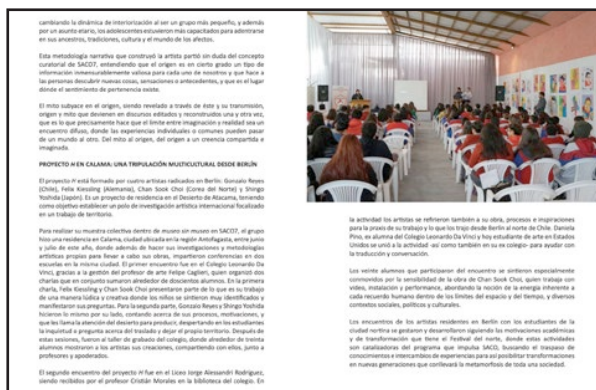 cambiando la dinámica de interiorización al ser un grupo más pequeño, y además
por un asunto etario, los adolescentes estuvieron más capacitados para adentrarse
en sus ancestros, tradiciones, cultura y el mundo de los afectos.
Esta metodología narrativa que construyó la artista partió sin duda del concepto
curatorial de SACO7, entendiendo que el origen es en cierto grado un tipo de
información inmensurablemente valiosa para cada uno de nosotros y que hace a
las personas descubrir nuevas cosas, sensaciones o antecedentes, y que es el lugar
dónde el sentimiento de pertenencia existe.
El mito subyace en el origen, siendo revelado a través de éste y su transmisión,
origen y mito que devienen en discursos editados y reconstruidos una y otra vez,
que es lo que precisamente hace que el límite entre imaginación y realidad sea un
encuentro difuso, donde las experiencias individuales o comunes pueden pasar
de un mundo al otro. Del mito al origen, del origen a un creencia compartida e
imaginada.
PROYECTO N EN CALAMA: UNA TRIPULACIÓN MULTICULTURAL DESDE BERLÍN
El proyecto N está formado por cuatro artistas radicados en Berlín: Gonzalo Reyes
(Chile), Felix Kiessling (Alemania), Chan Sook Choi (Corea del Norte) y Shingo
Yoshida (Japón). Es un proyecto de residencia en el Desierto de Atacama, teniendo
como objetivo establecer un polo de investigación artística internacional focalizado
en un trabajo de territorio.
Para realizar su muestra colectiva dentro de museo sin museo en SACO7, el grupo
hizo una residencia en Calama, ciudad ubicada en la región Antofagasta, entre junio
y julio de este año, donde además de hacer sus investigaciones y metodologías
artísticas propias para llevar a cabo sus obras, impartieron conferencias en dos
escuelas en la misma ciudad. El primer encuentro fue en el Colegio Leonardo Da
Vinci, gracias a la gestión del profesor de arte Felipe Caglieri, quien organizó dos
charlas que en conjunto sumaron alrededor de doscientos alumnos. En la primera
charla, Felix Kiessling y Chan Sook Choi presentaron parte de lo que es su trabajo
de una manera lúdica y creativa donde los niños se sintieron muy identificados y
manifestaron sus preguntas. Para la segunda parte, Gonzalo Reyes y Shingo Yoshida
hicieron lo mismo por su lado, contando acerca de sus procesos, motivaciones, y
que les llama la atención del desierto para producir, despertando en los estudiantes
la inquietud o pregunta acerca del traslado y dejar el propio territorio. Después de
estas sesiones, fueron al taller de grabado del colegio, donde alrededor de treinta
alumnos mostraron a los artistas sus creaciones, compartiendo con ellos, junto a
profesores y apoderados.
El segundo encuentro del proyecto N fue en el Liceo Jorge Alessandri Rodríguez,
siendo recibidos por el profesor Cristián Morales en la biblioteca del colegio. En
la actividad los artistas se refirieron también a su obra, procesos e inspiraciones
para la praxis de su trabajo y lo que los trajo desde Berlín al norte de Chile. Daniela
Pino, ex alumna del Colegio Leonardo Da Vinci y hoy estudiante de arte en Estados
Unidos se unió a la actividad -así como también en su ex colegio- para ayudar con
la traducción y conversación.
Los veinte alumnos que participaron del encuentro se sintieron especialmente
conmovidos por la sensibilidad de la obra de Chan Sook Choi, quien trabaja con
video, instalación y performance, abordando la noción de la energía inherente a
cada recuerdo humano dentro de los límites del espacio y del tiempo, y diversos
contextos sociales, políticos y culturales.
Los encuentros de los artistas residentes en Berlín con los estudiantes de la
ciudad nortina se gestaron y desarrollaron siguiendo las motivaciones académicas
y de transformación que tiene el Festival del norte, donde estas actividades
son catalizadoras del programa que impulsa SACO, buscando el traspaso de
conocimientos e intercambios de experiencias para así posibilitar transformaciones
en nuevas generaciones que conllevará la metamorfosis de toda una sociedad.